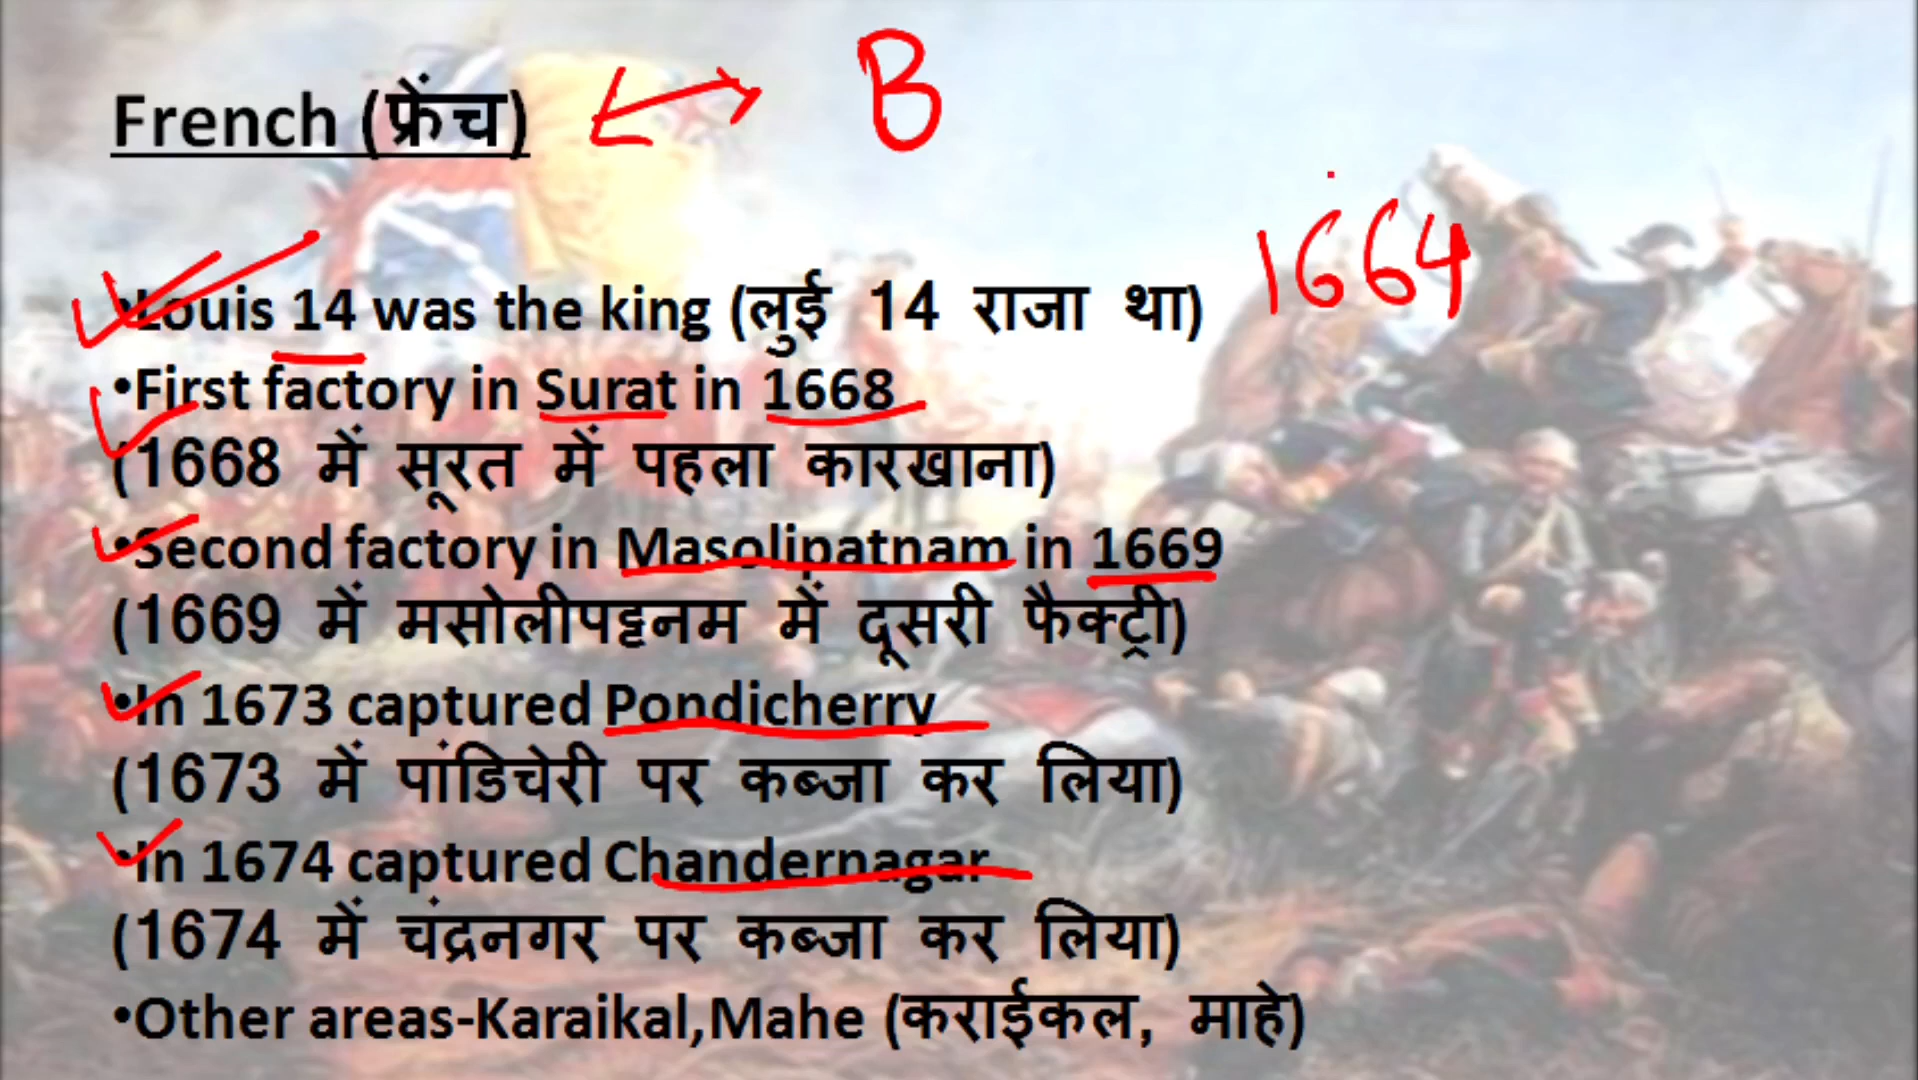 French (फ्रेंच) B
1664
•Louis 14 was the king (लुई 14 राजा था)
•First factory in Surat in 1668
(1668 में सूरत में पहला कारखाना)
•Second factory in Masolipatnam in 1669
(1669 में मसोलीपट्टनम में दूसरी फैक्ट्री)
•In 1673 captured Pondicherry
(1673 में पांडिचेरी पर कब्जा कर लिया)
•In 1674 captured Chandernagar
(1674 में चंद्रनगर पर कब्जा कर लिया)
•Other areas-Karaikal,Mahe (कराईकल, माहे)